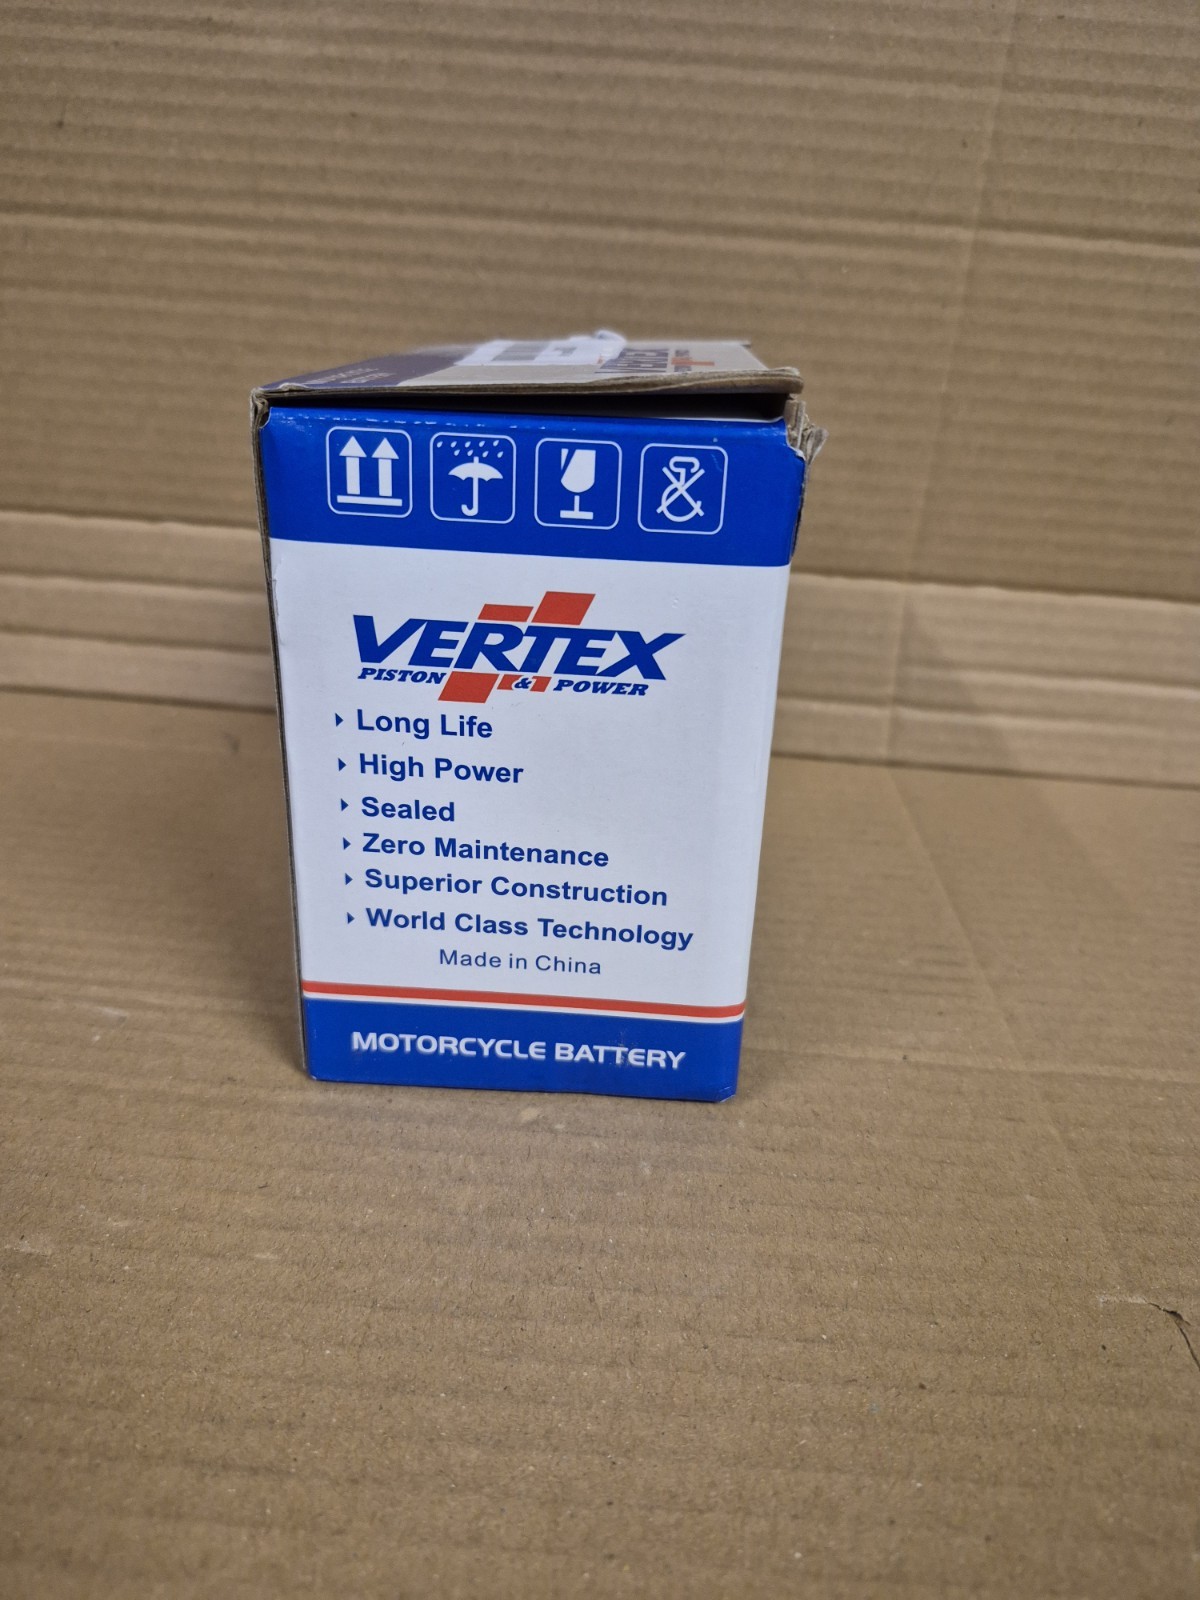 VERTEX
VERTEX
PISTON & POWER
Long Life
High Power
Sealed
Zero Maintenance
Superior Construction
World Class Technology
Made in China
MOTORCYCLE BATTERY